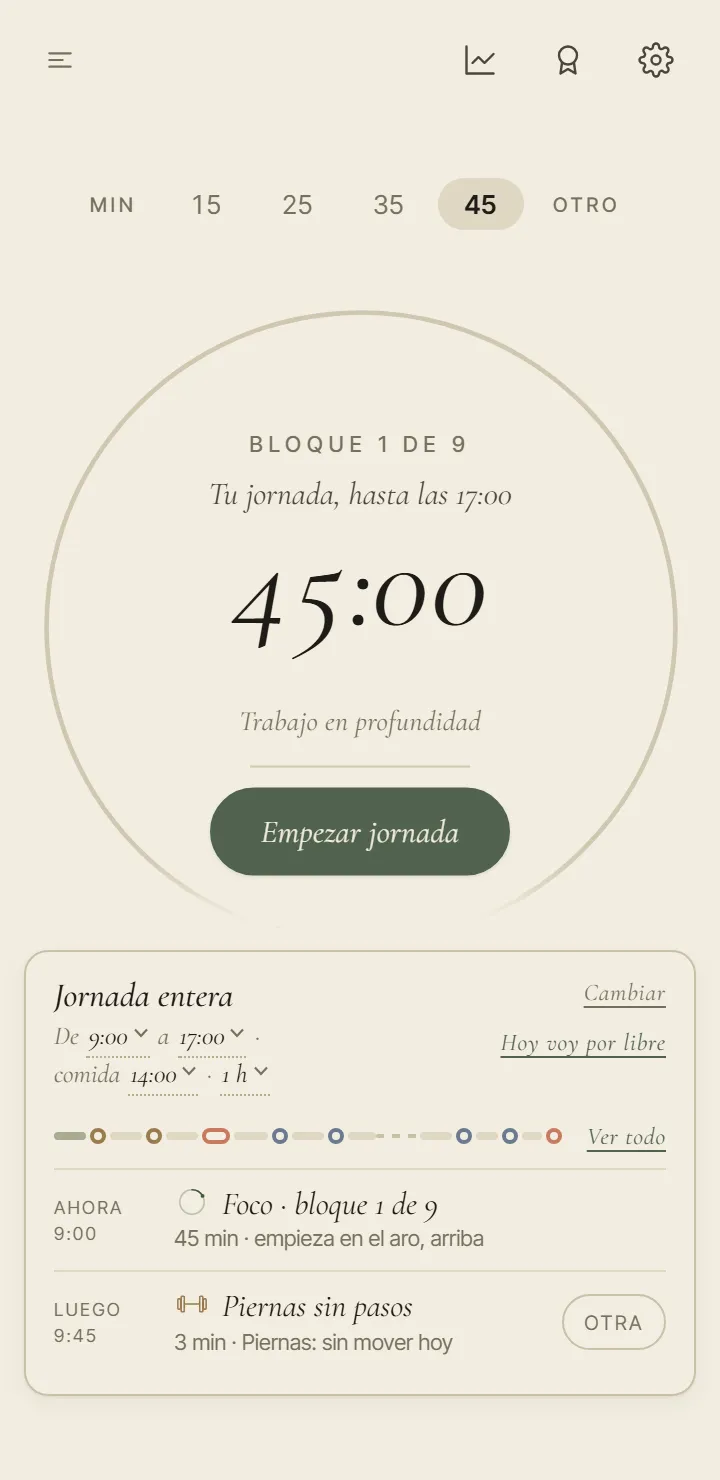 MIN 15 25 35 45 OTRO
BLOQUE 1 DE 9
Tu jornada, hasta las 17:00
45:00
Trabajo en profundidad
Empezar jornada
Jornada entera
Cambiar
De 9:00 a 17:00 ·
Hoy voy por libre
comida 14:00 · 1 h
Ver todo
AHORA
9:00
Foco · bloque 1 de 9
45 min · empieza en el aro, arriba
LUEGO
9:45
Piernas sin pasos
3 min · Piernas: sin mover hoy
OTRA